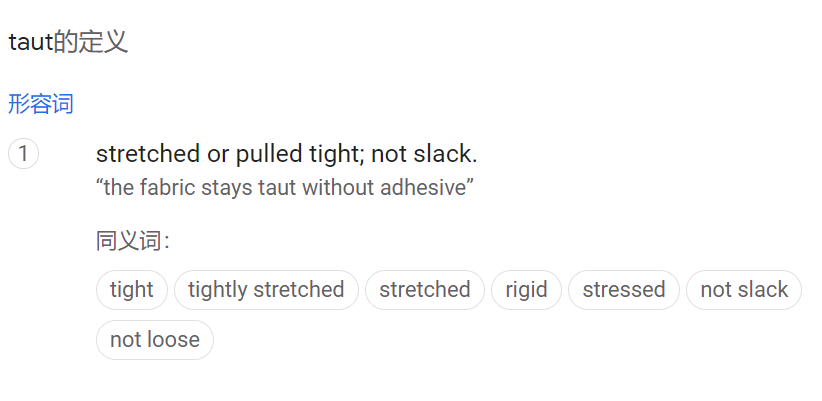 taut的定义
形容词
1
stretched or pulled tight; not slack.
“the fabric stays taut without adhesive”
同义词：
tight tightly stretched stretched rigid stressed not slack
not loose